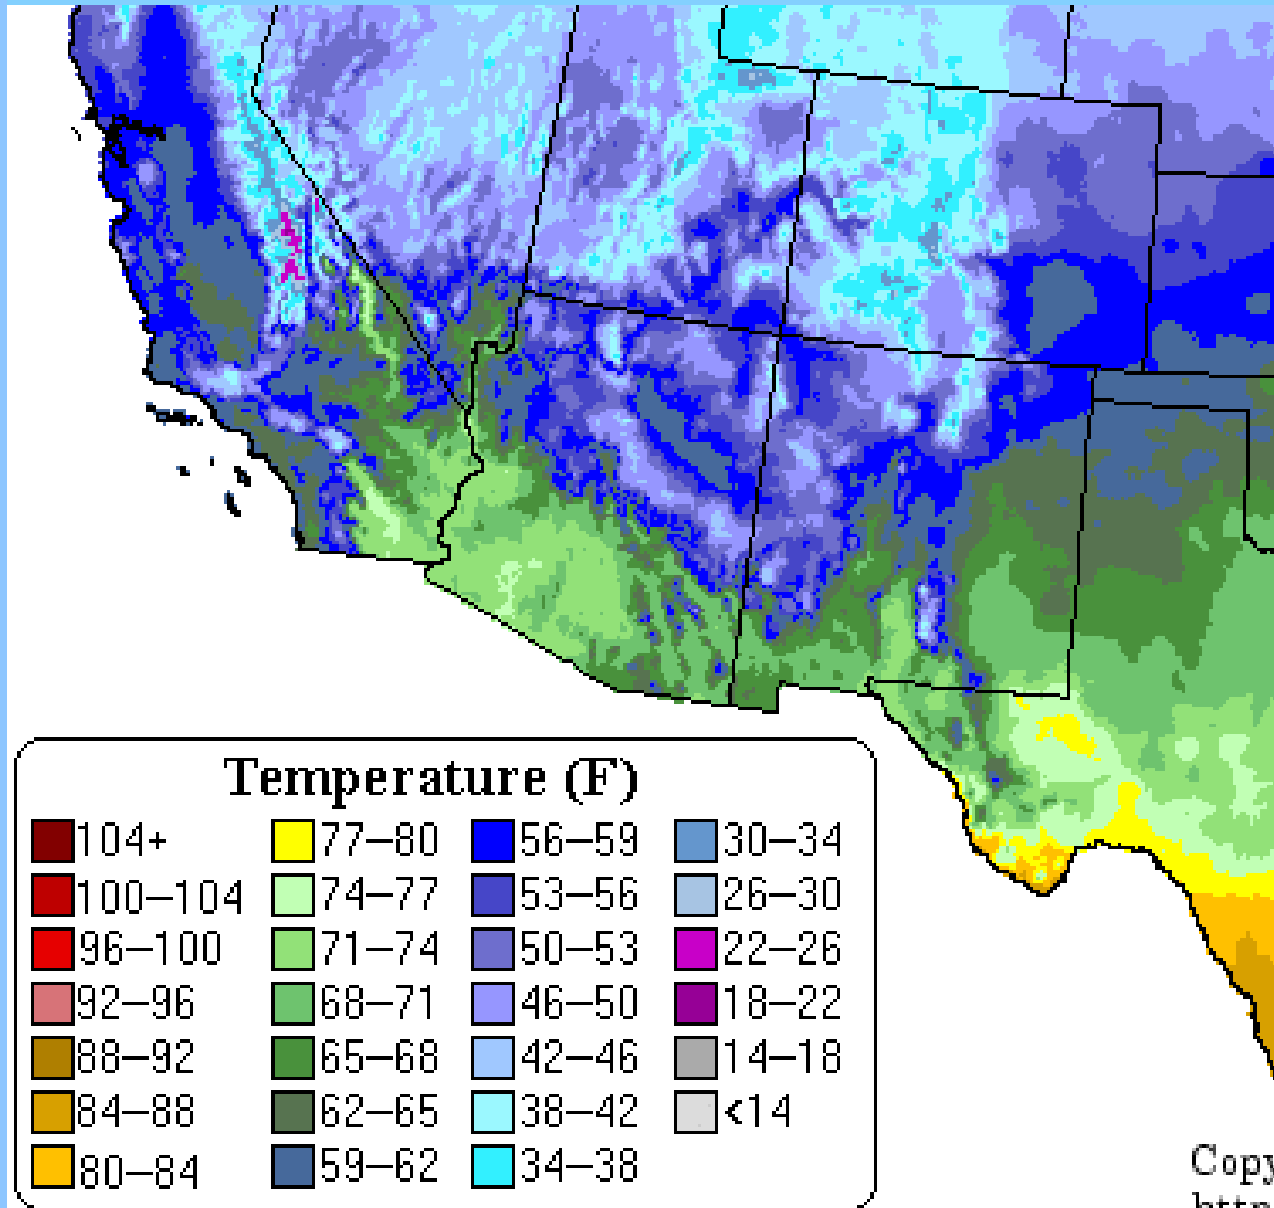 Temperature (F)
104+ 77—80 56—59 30—34
100—104 74—77 53—56 26—30
96—100 71—74 50—53 22—26
92—96 68—71 46—50 18—22
88—92 65—68 42—46 14—18
84—88 62—65 38—42 <14
80—84 59—62 34—38
Copy